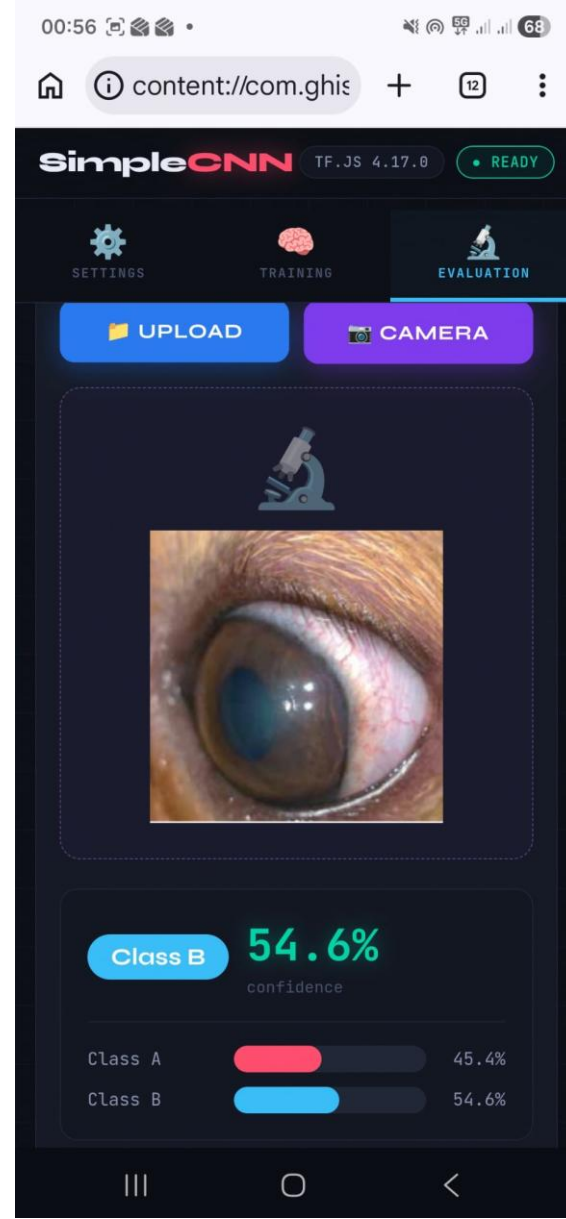 00:56
5G 68
content://com.ghis 12
SimpleCNN TF.JS 4.17.0 • READY
SETTINGS TRAINING EVALUATION
UPLOAD CAMERA
Class B 54.6%
confidence
Class A 45.4%
Class B 54.6%